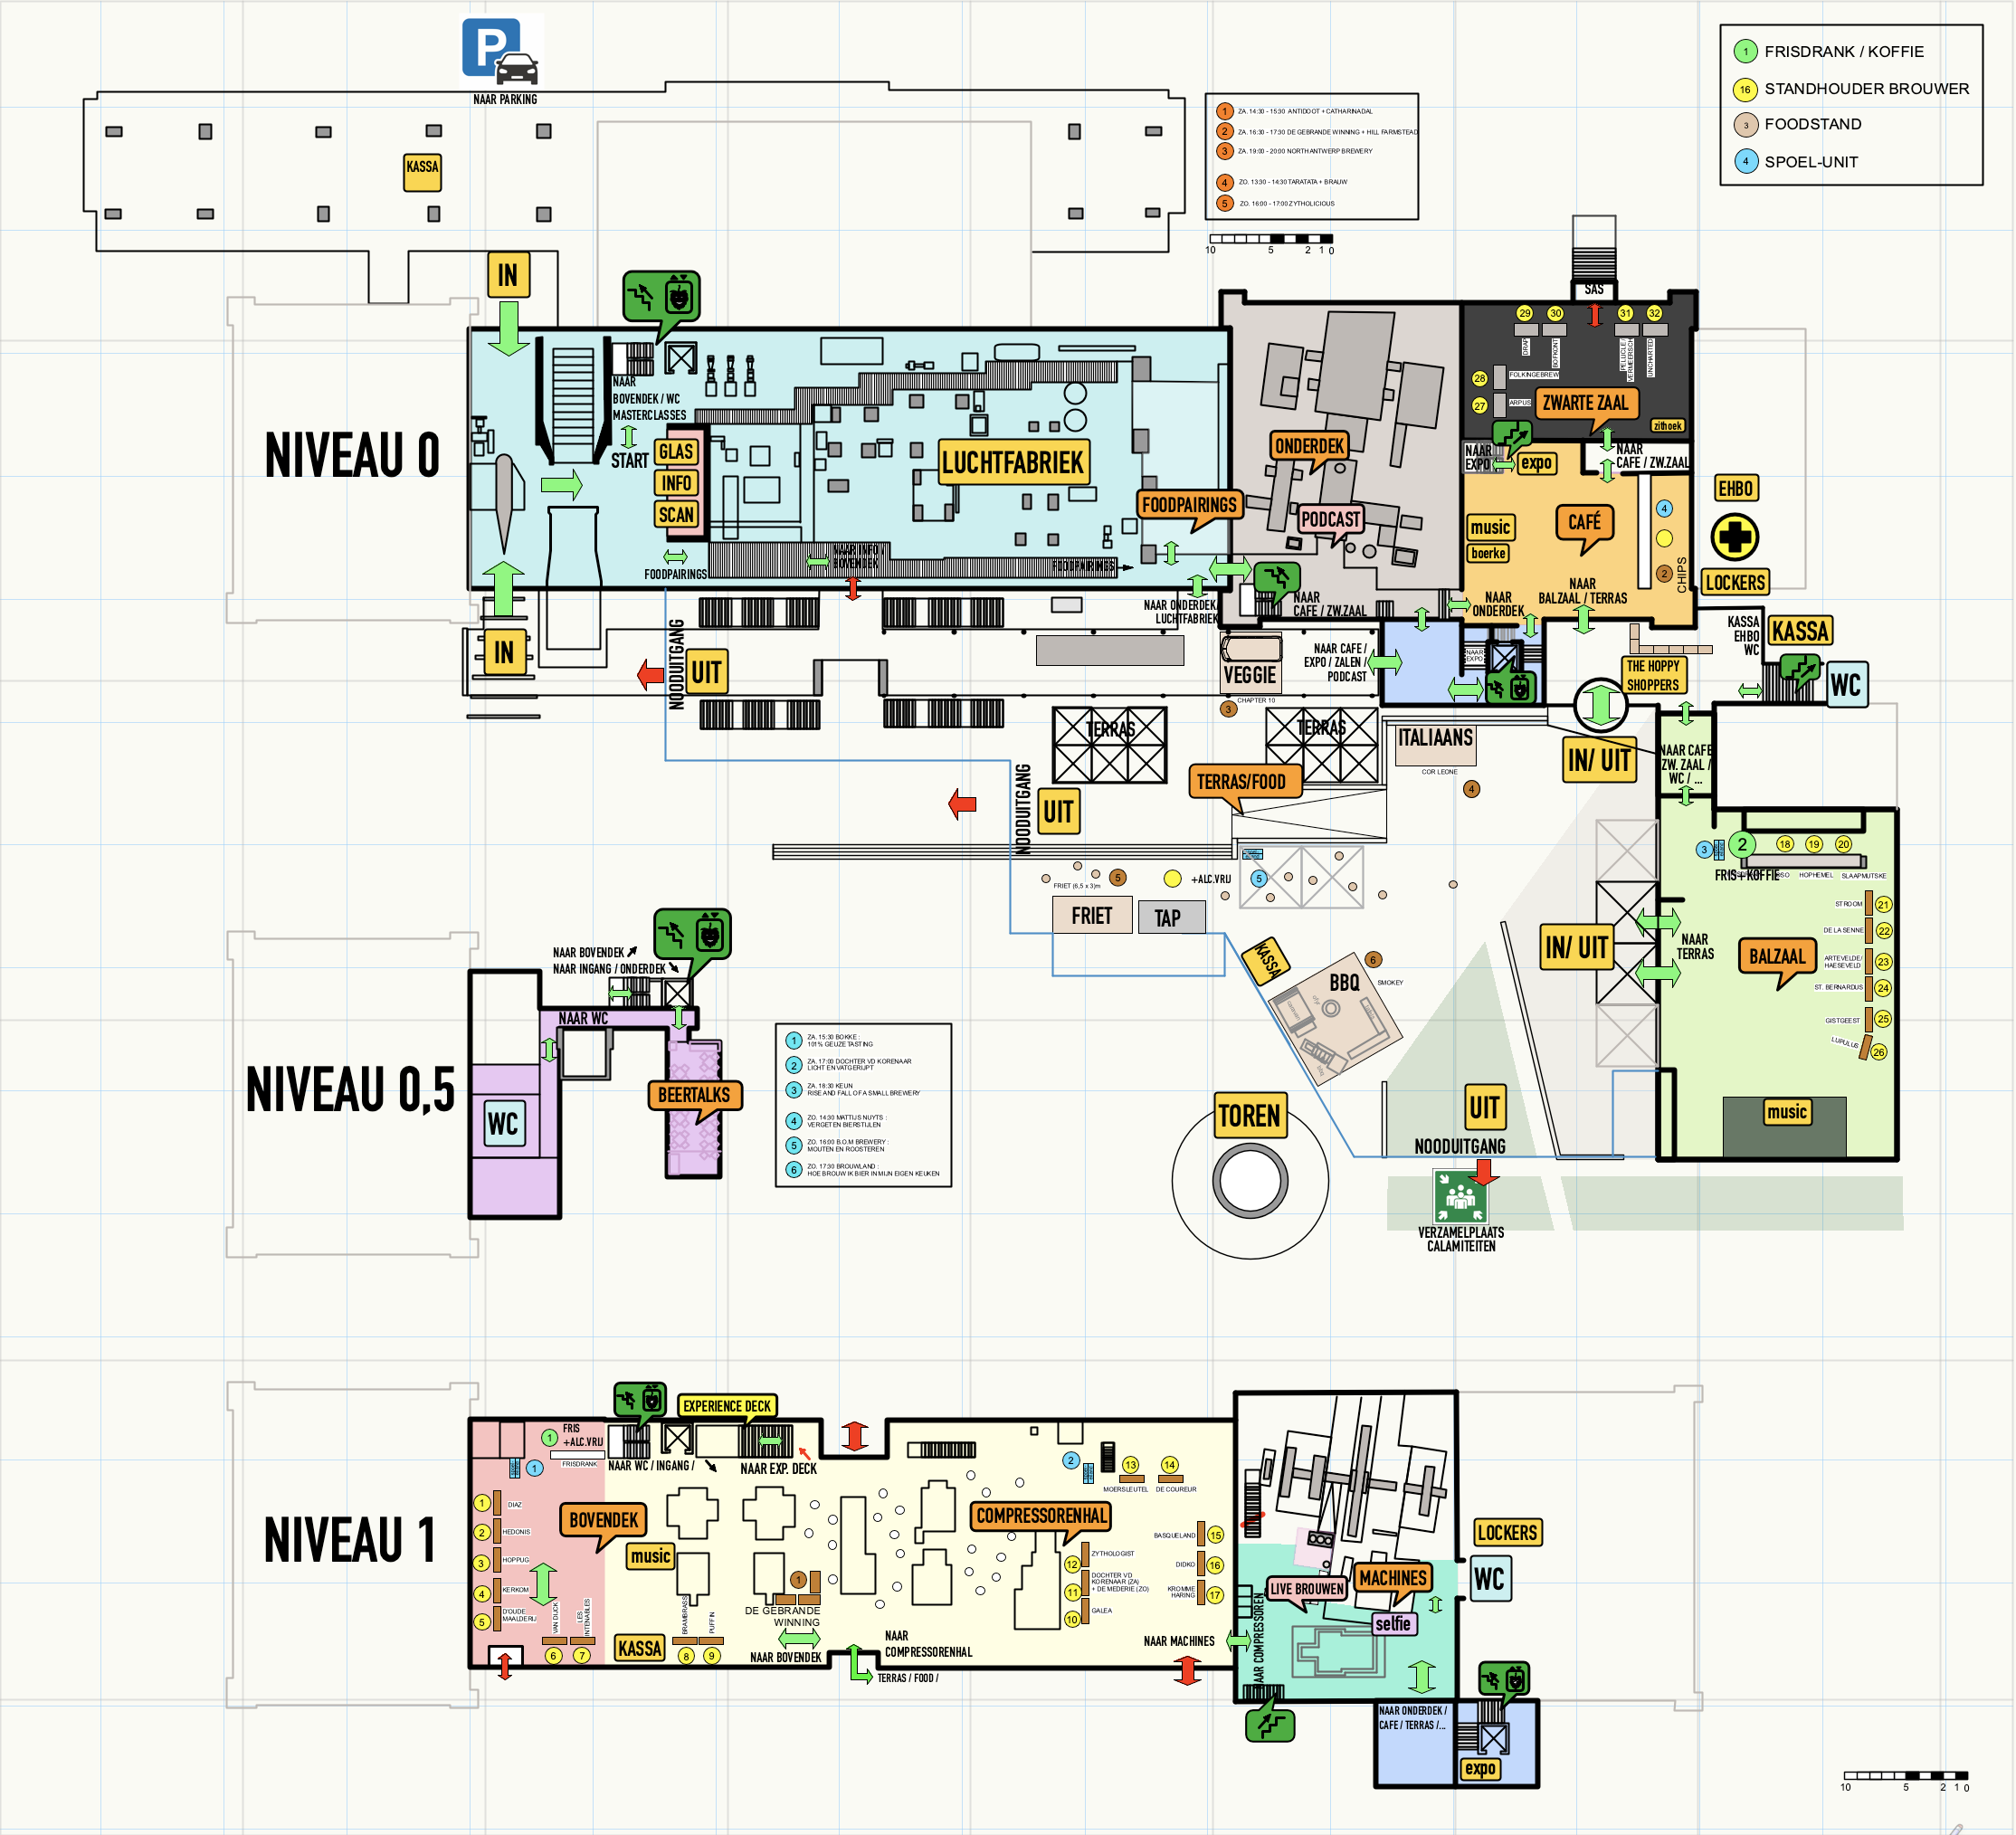 P
NAAR PARKING
KASSA
1 FRISDRANK / KOFFIE
16 STANDHOUDER BROUWER
3 FOODSTAND
4 SPOEL-UNIT
1 ZA. 14:30 - 15:30 ANTIDOOT + CATHARINADAL
2 ZA. 16:30 - 17:30 DE GEBRANDE WINNING + HILL FARMSTEAD
3 ZA. 19:00 - 20:00 NORTHANTWERP BREWERY
4 ZO. 13:30 - 14:30 TARATATA + BRAUW
5 ZO. 16:00 - 17:00 ZYTHOLICIOUS
10 5 2 1 0
NIVEAU 0
IN
IN
NAAR
BOVENDEK / WC
MASTERCLASSES
START
GLAS
INFO
SCAN
LUCHTFABRIEK
FOODPAIRINGS
FOODPAIRINGS
NAAR INFO /
BOVENDEK
FOODPAIRINGS
NAAR ONDERDEK/
LUCHTFABRIEK
ONDERDEK
PODCAST
NAAR
CAFE / ZW.ZAAL
SAS
29
30
31
32
28
27
FOLKINGEBREW
ARPUS
DRAP
SOFKONT
PELLICLE /
VERMEERSCH
UNCHARTED
ZWARTE ZAAL
zithoek
NAAR
EXPO
expo
NAAR
CAFE / ZW.ZAAL
music
boerke
CAFÉ
4
2
CHIPS
NAAR
BALZAAL / TERRAS
NAAR
ONDERDEK
EHBO
LOCKERS
KASSA
EHBO
WC
KASSA
WC
THE HOPPY
SHOPPERS
NAAR
EXPO
NOODUITGANG
UIT
VEGGIE
CHAPTER 10
3
NAAR CAFE /
EXPO / ZALEN /
PODCAST
TERRAS
TERRAS
ITALIAANS
COR LEONE
4
IN/ UIT
NAAR CAFE
ZW. ZAAL /
WC / ...
TERRAS/FOOD
NOODUITGANG
UIT
FRIET (6,5 x 3)m
5
+ALC.VRIJ
5
FRIET
TAP
KASSA
BBQ
6
SMOKEY
3
2
18
19
20
FRIS+KOFFIE
HOPHEMEL
SLAAPMUTSKE
STROOM
21
DE LA SENNE
22
ARTEVELDE/
HAESEVELD
23
ST. BERNARDUS
24
GISTGEEST
25
LUPULUS
26
BALZAAL
NAAR
TERRAS
IN/ UIT
music
TOREN
UIT
NOODUITGANG
VERZAMELPLAATS
CALAMITEITEN
NIVEAU 0,5
NAAR BOVENDEK
NAAR INGANG / ONDERDEK
NAAR WC
WC
BEERTALKS
1 ZA. 15:30 BOKKE :
101% GEUZE TASTING
2 ZA. 17:00 DOCHTER VD KORENAAR
LICHT EN VATGERIJPT
3 ZA. 18:30 KEUN
RISE AND FALL OF A SMALL BREWERY
4 ZO. 14:30 MATTIJS NUYTS :
VERGETEN BIERSTIJLEN
5 ZO. 16:00 B.O.M BREWERY :
MOUTEN EN ROOSTEREN
6 ZO. 17:30 BROUWLAND :
HOE BROUW IK BIER IN MIJN EIGEN KEUKEN
NIVEAU 1
1
FRIS
+ALC.VRIJ
FRISDRANK
1
EXPERIENCE DECK
NAAR WC / INGANG /
NAAR EXP. DECK
1 DIAZ
2 HEDONIS
3 HOPPUG
4 KERKOM
5 D'OUDE
MAALDERIJ
BOVENDEK
music
VAN DIJCK
LES
INTENABLES
6
7
KASSA
BRAMBRASS
PUFFIN
8
9
1
DE GEBRANDE
WINNING
NAAR BOVENDEK
NAAR
COMPRESSORENHAL
TERRAS / FOOD /
COMPRESSORENHAL
2
13
14
MOERSLEUTEL
DE COUREUR
BASQUELAND
15
DIDKO
16
KROMME
HARING
17
12
ZYTHOLOGIST
11
DOCHTER VD
KORENAAR (ZA)
+ DE MEDERIE (ZO)
10
GALEA
NAAR MACHINES
NAAR COMPRESSOREN
LIVE BROUWEN
MACHINES
selfie
LOCKERS
WC
NAAR ONDERDEK /
CAFE / TERRAS /...
expo
10 5 2 1 0